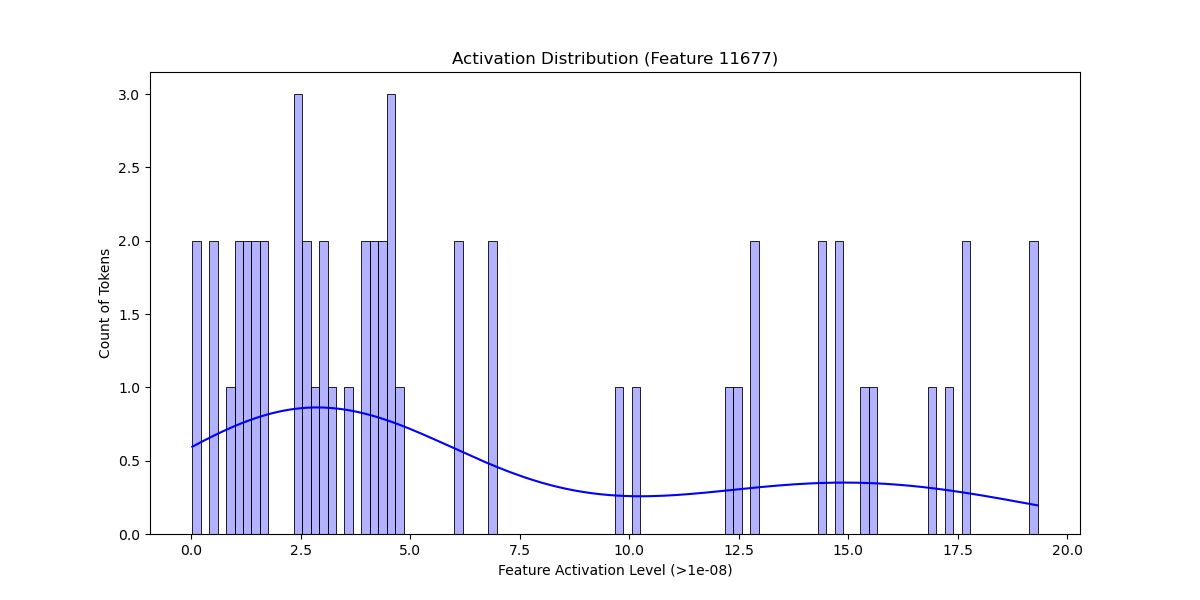 Activation Distribution (Feature 11677)
3.0
2.5
2.0
1.5
1.0
0.5
0.0
Count of Tokens
0.0 2.5 5.0 7.5 10.0 12.5 15.0 17.5 20.0
Feature Activation Level (>1e-08)